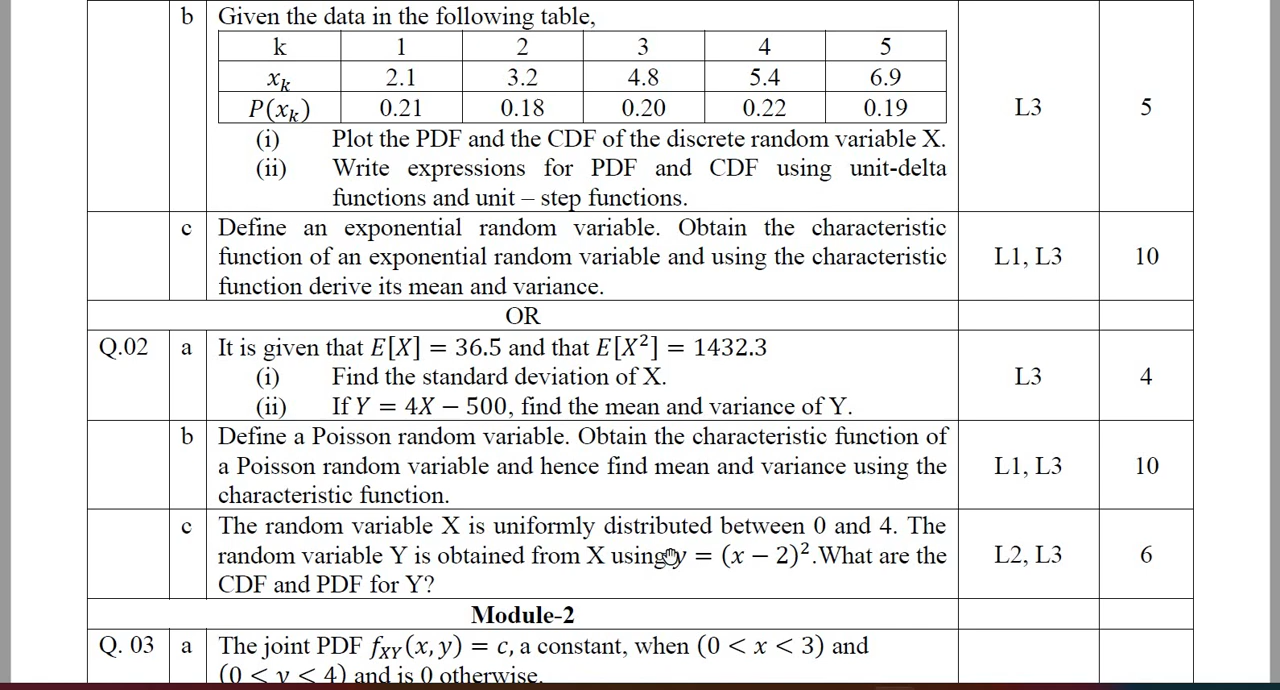 b Given the data in the following table,
k 1 2 3 4 5
xₖ 2.1 3.2 4.8 5.4 6.9
P(xₖ) 0.21 0.18 0.20 0.22 0.19
(i) Plot the PDF and the CDF of the discrete random variable X.
(ii) Write expressions for PDF and CDF using unit-delta
functions and unit – step functions.
L3 5
c Define an exponential random variable. Obtain the characteristic
function of an exponential random variable and using the characteristic
function derive its mean and variance.
L1, L3 10
OR
Q.02 a It is given that E[X] = 36.5 and that E[X²] = 1432.3
(i) Find the standard deviation of X.
(ii) If Y = 4X − 500, find the mean and variance of Y.
L3 4
b Define a Poisson random variable. Obtain the characteristic function of
a Poisson random variable and hence find mean and variance using the
characteristic function.
L1, L3 10
c The random variable X is uniformly distributed between 0 and 4. The
random variable Y is obtained from X using y = (x − 2)².What are the
CDF and PDF for Y?
L2, L3 6
Module-2
Q. 03 a The joint PDF fXY(x, y) = c, a constant, when (0 < x < 3) and
(0 < y < 4) and is 0 otherwise.